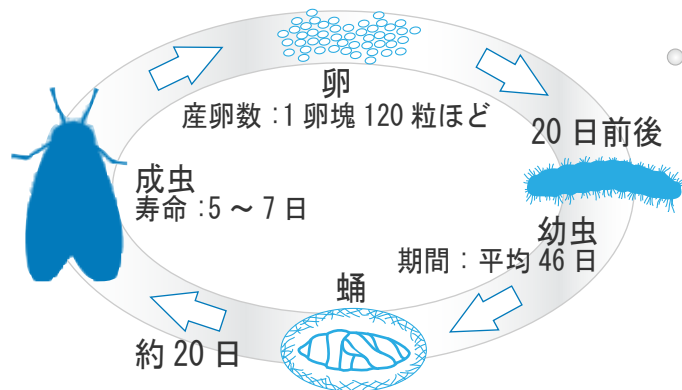 卵
産卵数：1 卵塊 120 粒ほど
20 日前後
幼虫
期間：平均 46 日
蛹
約 20 日
成虫
寿命：5 ～ 7 日